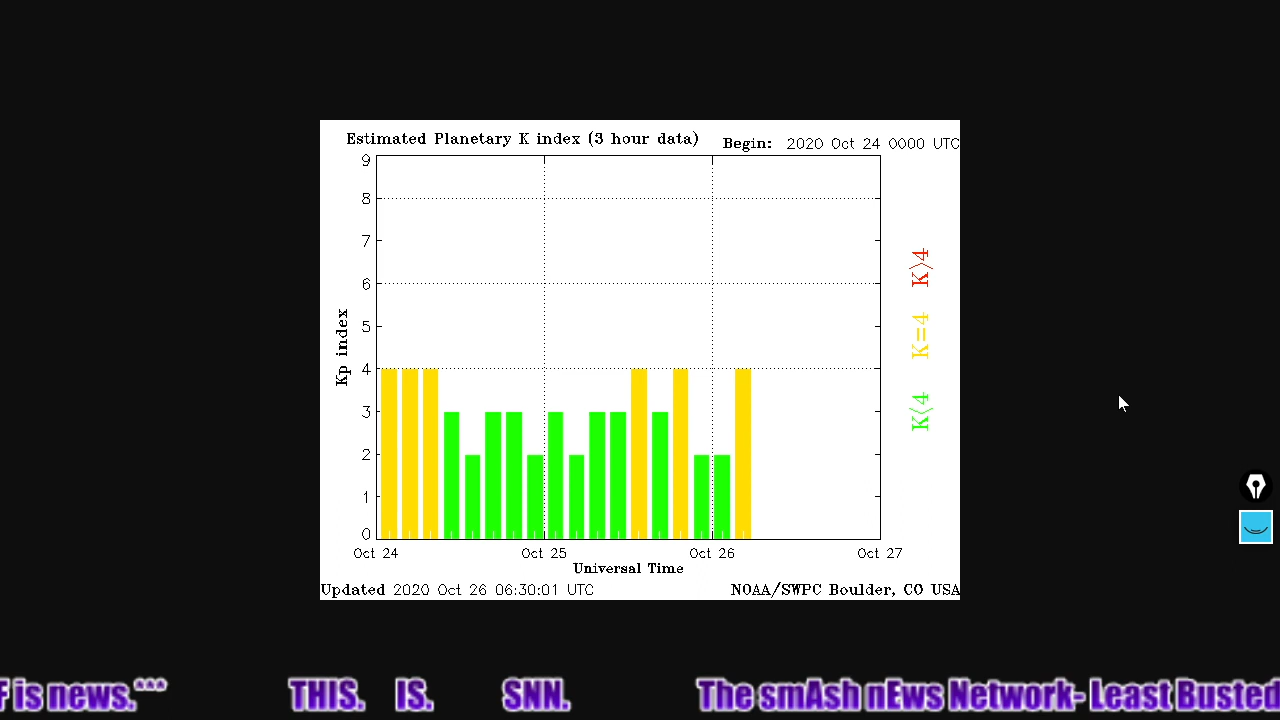 Estimated Planetary K index (3 hour data)
Begin: 2020 Oct 24 0000 UTC
9
8
7
6
5
4
3
2
1
0
Kp index
K>4
K=4
K<4
Oct 24 Oct 25 Oct 26 Oct 27
Universal Time
Updated 2020 Oct 26 06:30:01 UTC
NOAA/SWPC Boulder, CO USA
F is news.*** THIS. IS. SNN. The smAsh nEws Network- Least Busted